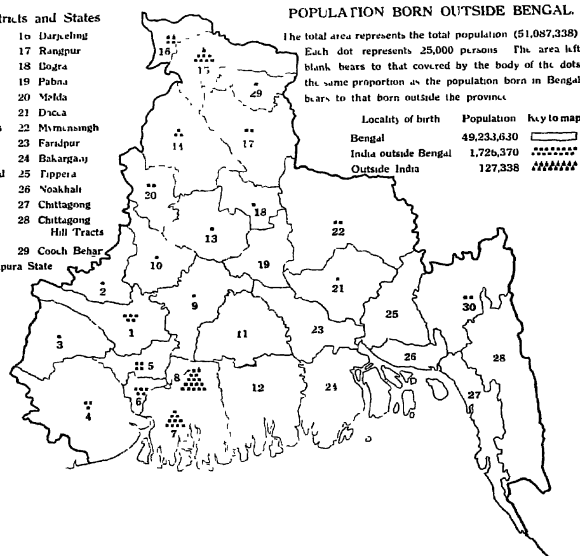 tricts and States
16 Darjeeling
17 Rangpur
18 Bogra
19 Pabna
20 Malda
21 Dacca
22 Mymensingh
23 Faridpur
24 Bakarganj
25 Tippera
26 Noakhali
27 Chittagong
28 Chittagong
Hill Tracts
29 Cooch Behar
pura State
POPULATION BORN OUTSIDE BENGAL.
The total area represents the total population (51,087,338)
Each dot represents 25,000 persons The area left
blank bears to that covered by the body of the dots
the same proportion as the population born in Bengal
bears to that born outside the province
Locality of birth Population Key to map
Bengal 49,233,630
India outside Bengal 1,726,370
Outside India 127,338
16
15
29
14
17
20
18
13
22
10
19
2
21
9
1
3
11
23
25
30
5
26
28
8
6
12
24
4
7
27